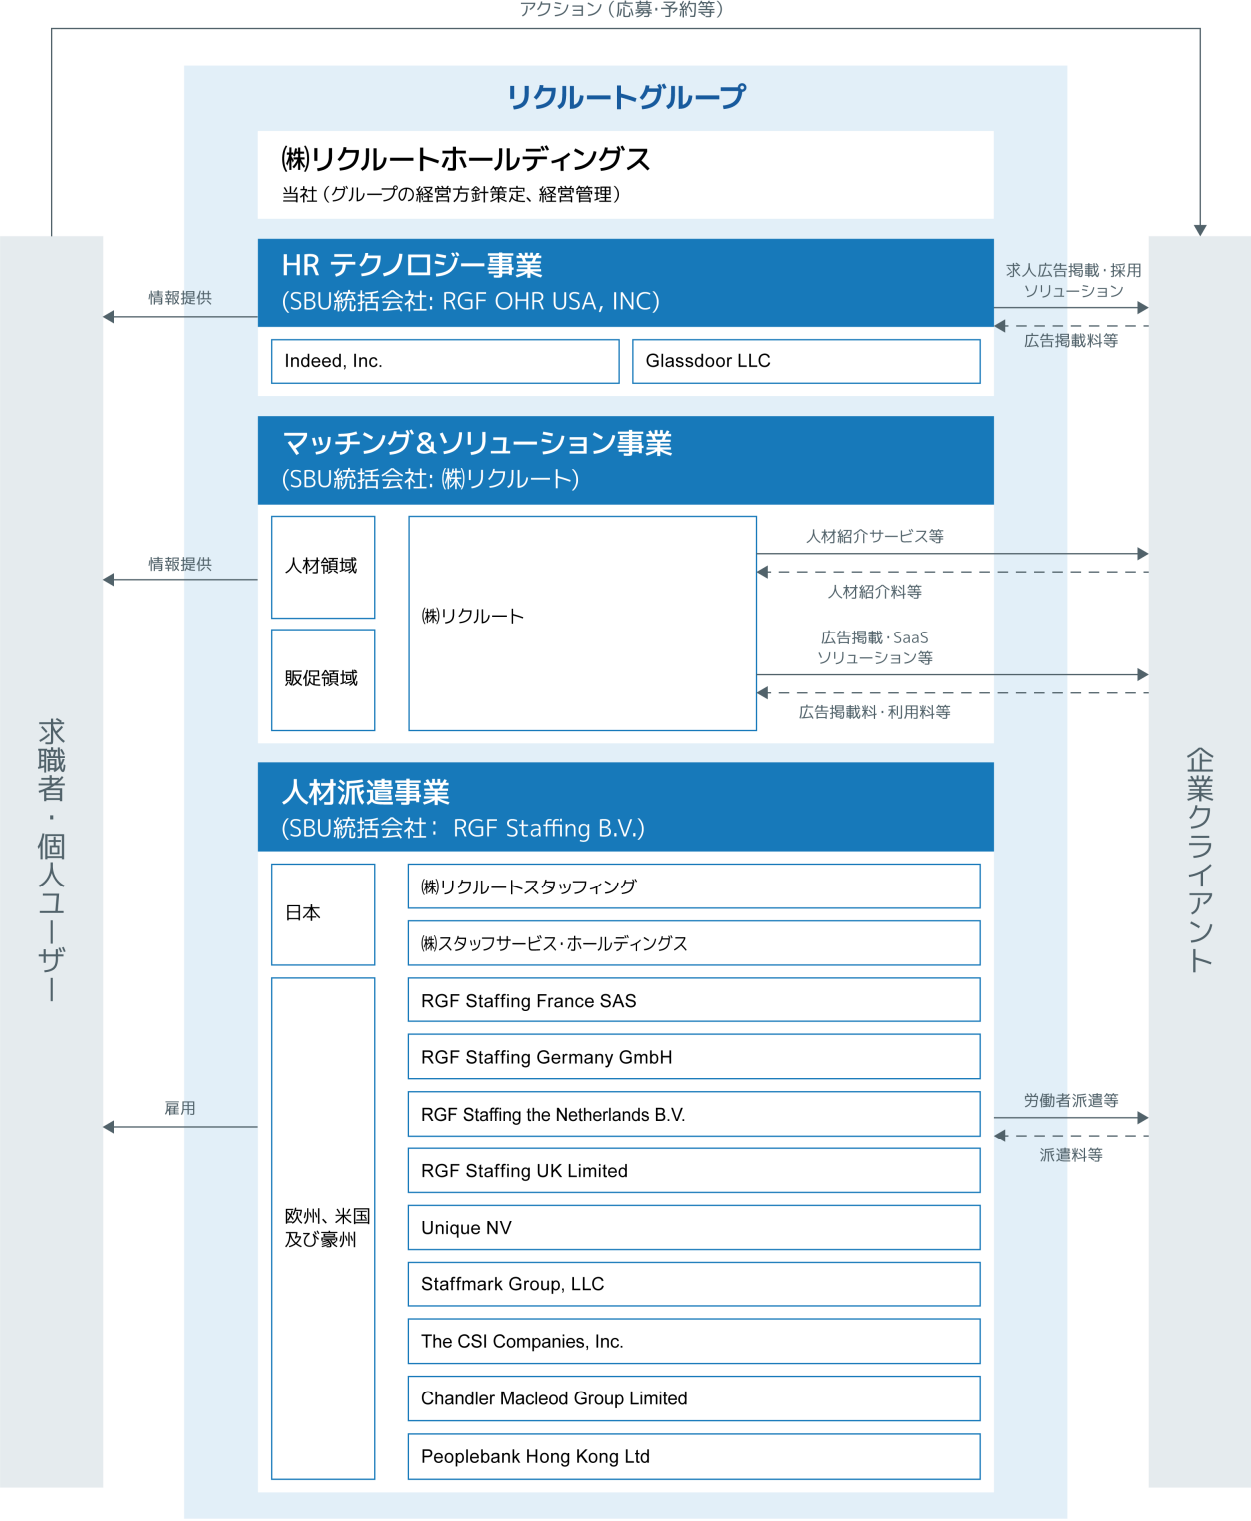 アクション（応募・予約等）
リクルートグループ
㈱リクルートホールディングス
当社（グループの経営方針策定、経営管理）
HR テクノロジー事業
(SBU統括会社: RGF OHR USA, INC)
情報提供
求人広告掲載・採用
ソリューション
広告掲載料等
Indeed, Inc.
Glassdoor LLC
マッチング＆ソリューション事業
(SBU統括会社: ㈱リクルート)
情報提供
人材領域
販促領域
㈱リクルート
人材紹介サービス等
人材紹介料等
広告掲載・SaaS
ソリューション等
広告掲載料・利用料等
求職者・個人ユーザー
企業クライアント
人材派遣事業
(SBU統括会社： RGF Staffing B.V.)
日本
㈱リクルートスタッフィング
㈱スタッフサービス・ホールディングス
雇用
欧州、米国
及び豪州
RGF Staffing France SAS
RGF Staffing Germany GmbH
RGF Staffing the Netherlands B.V.
RGF Staffing UK Limited
Unique NV
Staffmark Group, LLC
The CSI Companies, Inc.
Chandler Macleod Group Limited
Peoplebank Hong Kong Ltd
労働者派遣等
派遣料等